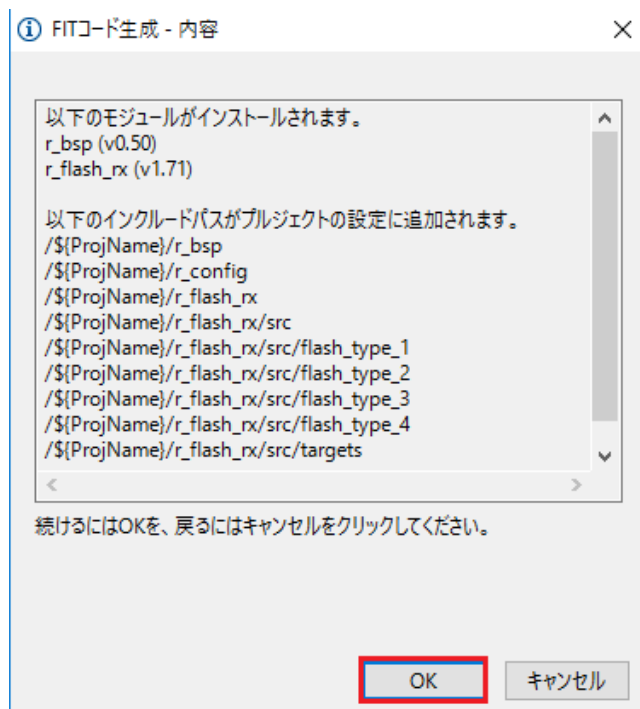 FITコード生成 - 内容
以下のモジュールがインストールされます。
r_bsp (v0.50)
r_flash_rx (v1.71)
以下のインクルードパスがプルジェクトの設定に追加されます。
/${ProjName}/r_bsp
/${ProjName}/r_config
/${ProjName}/r_flash_rx
/${ProjName}/r_flash_rx/src
/${ProjName}/r_flash_rx/src/flash_type_1
/${ProjName}/r_flash_rx/src/flash_type_2
/${ProjName}/r_flash_rx/src/flash_type_3
/${ProjName}/r_flash_rx/src/flash_type_4
/${ProjName}/r_flash_rx/src/targets
続けるにはOKを、戻るにはキャンセルをクリックしてください。
OK
キャンセル